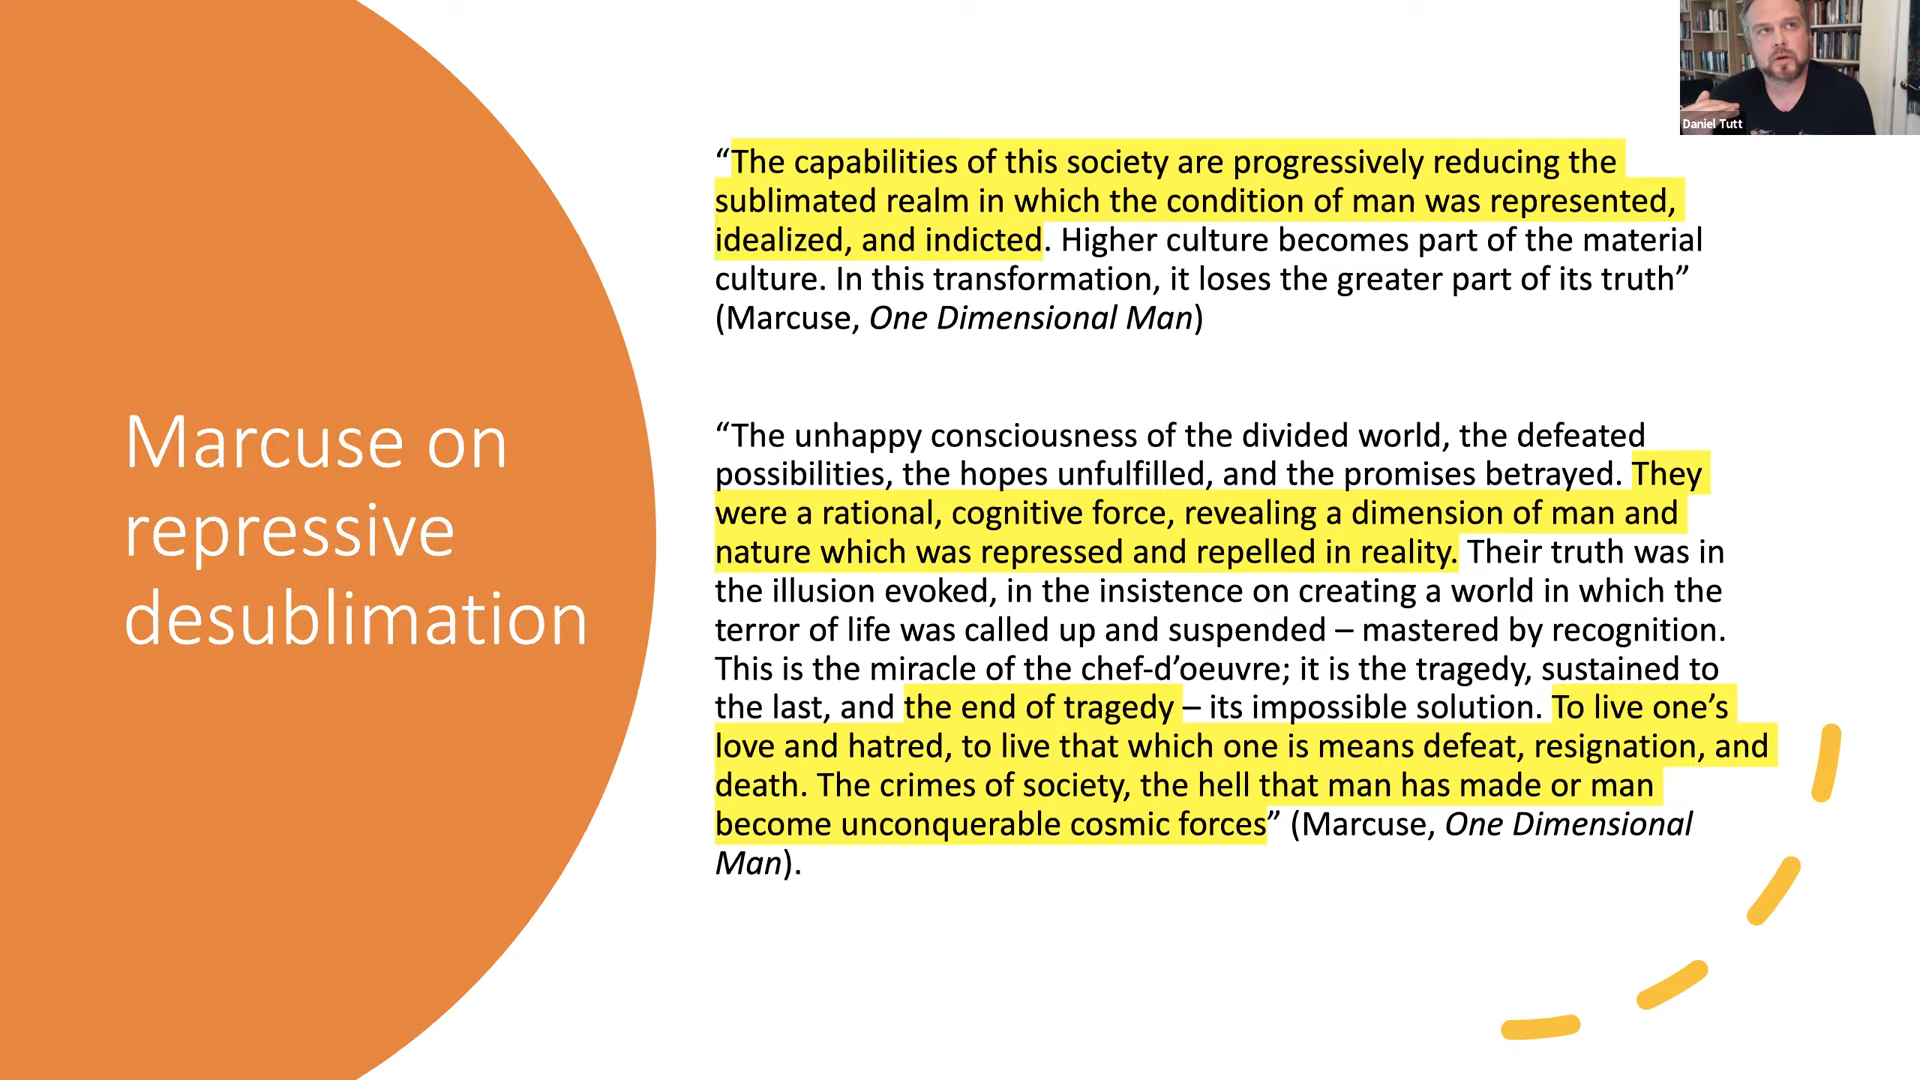 Daniel Tutt
Marcuse on
repressive
desublimation
“The capabilities of this society are progressively reducing the
sublimated realm in which the condition of man was represented,
idealized, and indicted. Higher culture becomes part of the material
culture. In this transformation, it loses the greater part of its truth”
(Marcuse, One Dimensional Man)
“The unhappy consciousness of the divided world, the defeated
possibilities, the hopes unfulfilled, and the promises betrayed. They
were a rational, cognitive force, revealing a dimension of man and
nature which was repressed and repelled in reality. Their truth was in
the illusion evoked, in the insistence on creating a world in which the
terror of life was called up and suspended – mastered by recognition.
This is the miracle of the chef-d’oeuvre; it is the tragedy, sustained to
the last, and the end of tragedy – its impossible solution. To live one’s
love and hatred, to live that which one is means defeat, resignation, and
death. The crimes of society, the hell that man has made or man
become unconquerable cosmic forces” (Marcuse, One Dimensional
Man).